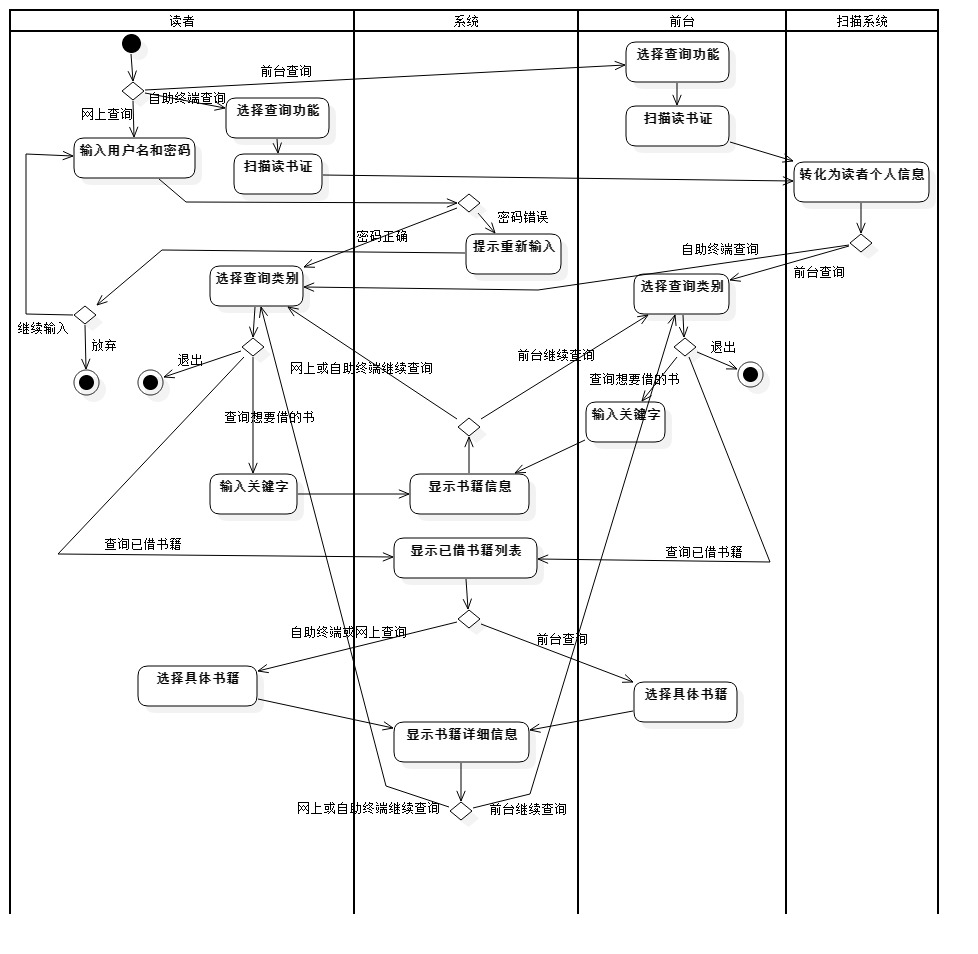 读者
系统
前台
扫描系统
前台查询
选择查询功能
自助终端查询
选择查询功能
网上查询
扫描读书证
输入用户名和密码
扫描读书证
转化为读者个人信息
密码错误
密码正确
提示重新输入
自助终端查询
前台查询
选择查询类别
选择查询类别
继续输入
放弃
退出
网上或自助终端继续查询
前台继续查询
退出
查询想要借的书
查询想要借的书
输入关键字
输入关键字
显示书籍信息
查询已借书籍
显示已借书籍列表
查询已借书籍
自助终端或网上查询
前台查询
选择具体书籍
选择具体书籍
显示书籍详细信息
网上或自助终端继续查询
前台继续查询